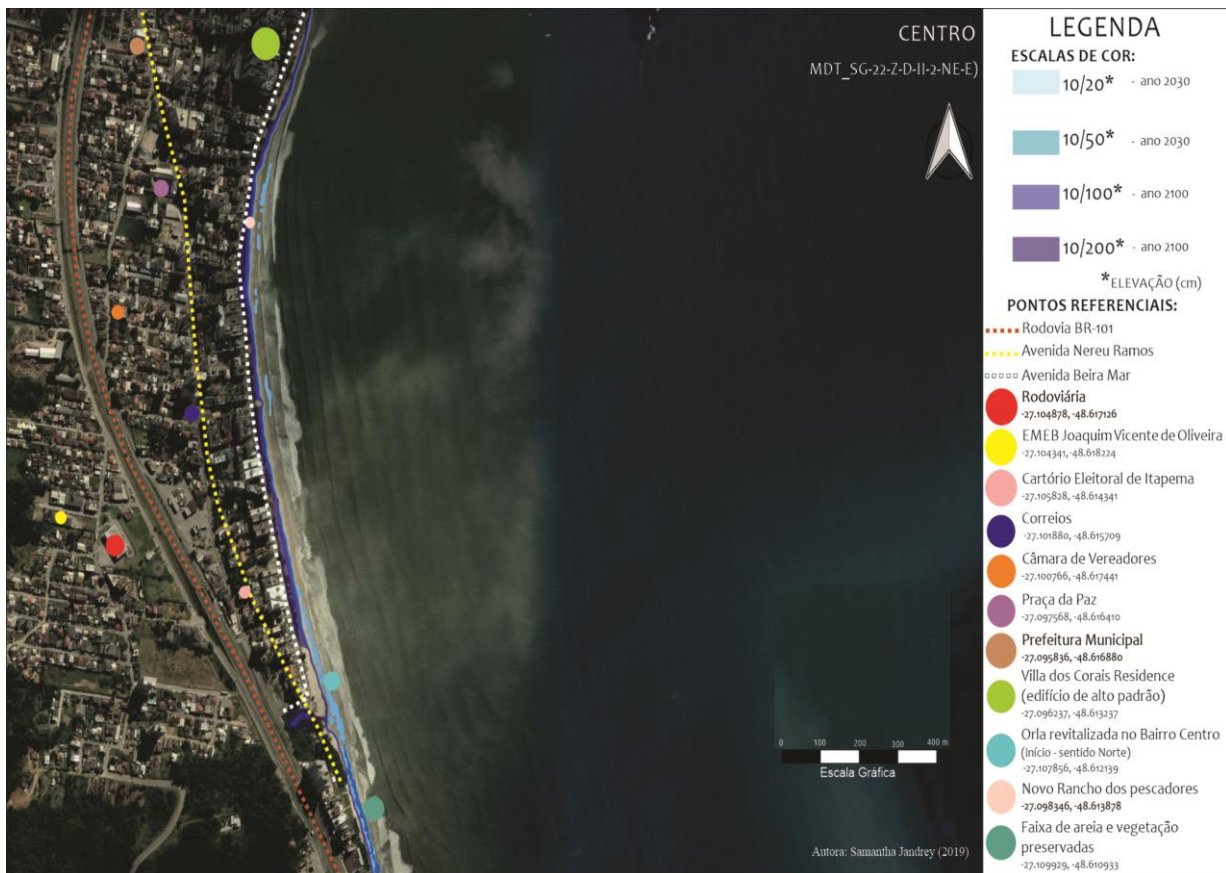 CENTRO
MDT_SG-22-Z-D-II-2-NE-E)
0 100 200 300 400 m
Escala Gráfica
Autora: Samantha Jandrey (2019)
LEGENDA
ESCALAS DE COR:
10/20* - ano 2030
10/50* - ano 2030
10/100* - ano 2100
10/200* - ano 2100
*ELEVAÇÃO (cm)
PONTOS REFERENCIAIS:
Rodovia BR-101
Avenida Nereu Ramos
Avenida Beira Mar
Rodoviária
-27.104878, -48.617126
EMEB Joaquim Vicente de Oliveira
-27.104341, -48.618224
Cartório Eleitoral de Itapema
-27.105828, -48.614341
Correios
-27.101880, -48.615709
Câmara de Vereadores
-27.100766, -48.617441
Praça da Paz
-27.097568, -48.616410
Prefeitura Municipal
-27.095836, -48.616880
Villa dos Corais Residence
(edifício de alto padrão)
-27.096237, -48.613237
Orla revitalizada no Bairro Centro
(início - sentido Norte)
-27.107856, -48.612139
Novo Rancho dos pescadores
-27.098346, -48.613878
Faixa de areia e vegetação
preservadas
-27.109929, -48.610933